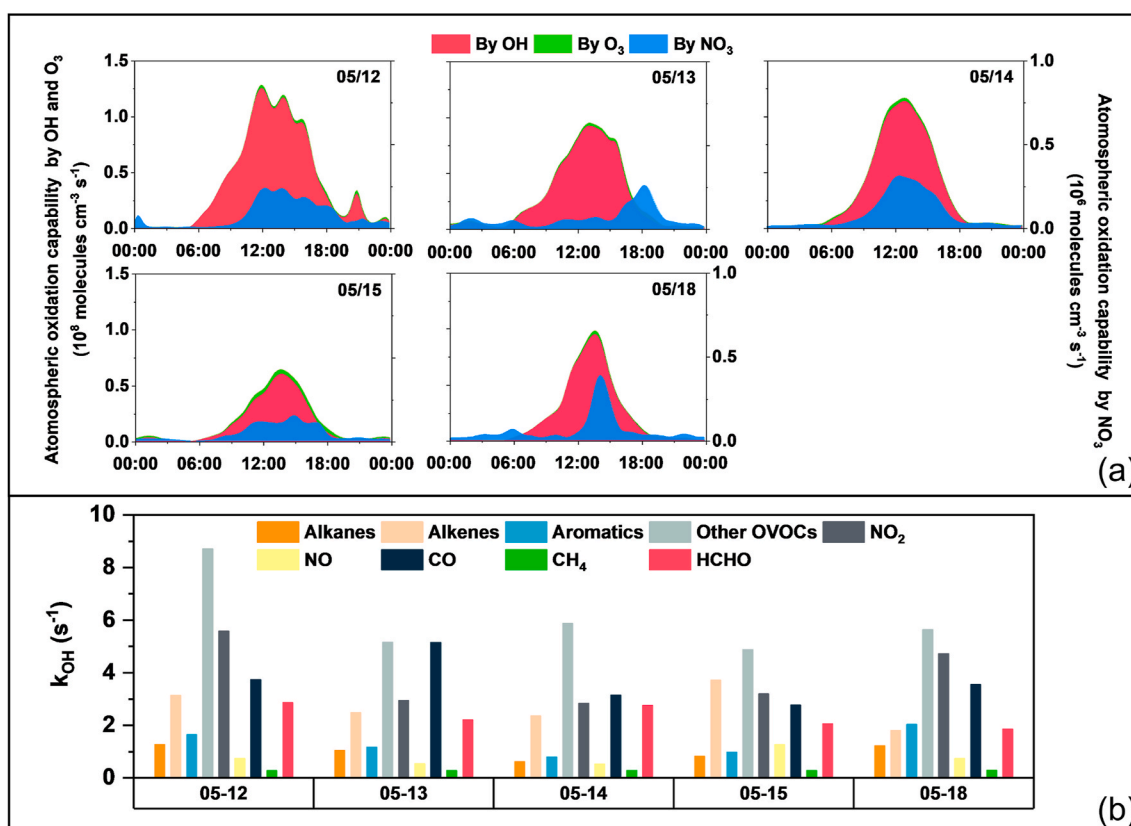 By OH By O₃ By NO₃
Atomospheric oxidation capability by OH and O₃
(10⁸ molecules cm⁻³ s⁻¹)
1.5
1.0
0.5
0.0
05/12
00:00 06:00 12:00 18:00 00:00
05/13
00:00 06:00 12:00 18:00 00:00
05/14
1.0
0.5
0.0
00:00 06:00 12:00 18:00 00:00
1.5
1.0
0.5
0.0
05/15
00:00 06:00 12:00 18:00 00:00
05/18
1.0
0.5
0.0
00:00 06:00 12:00 18:00 00:00
Atomospheric oxidation capability by NO₃
(10⁶ molecules cm⁻³ s⁻¹)
(a)
Alkanes Alkenes Aromatics Other OVOCs NO₂
NO CO CH₄ HCHO
k_OH (s⁻¹)
10
8
6
4
2
0
05-12 05-13 05-14 05-15 05-18
(b)